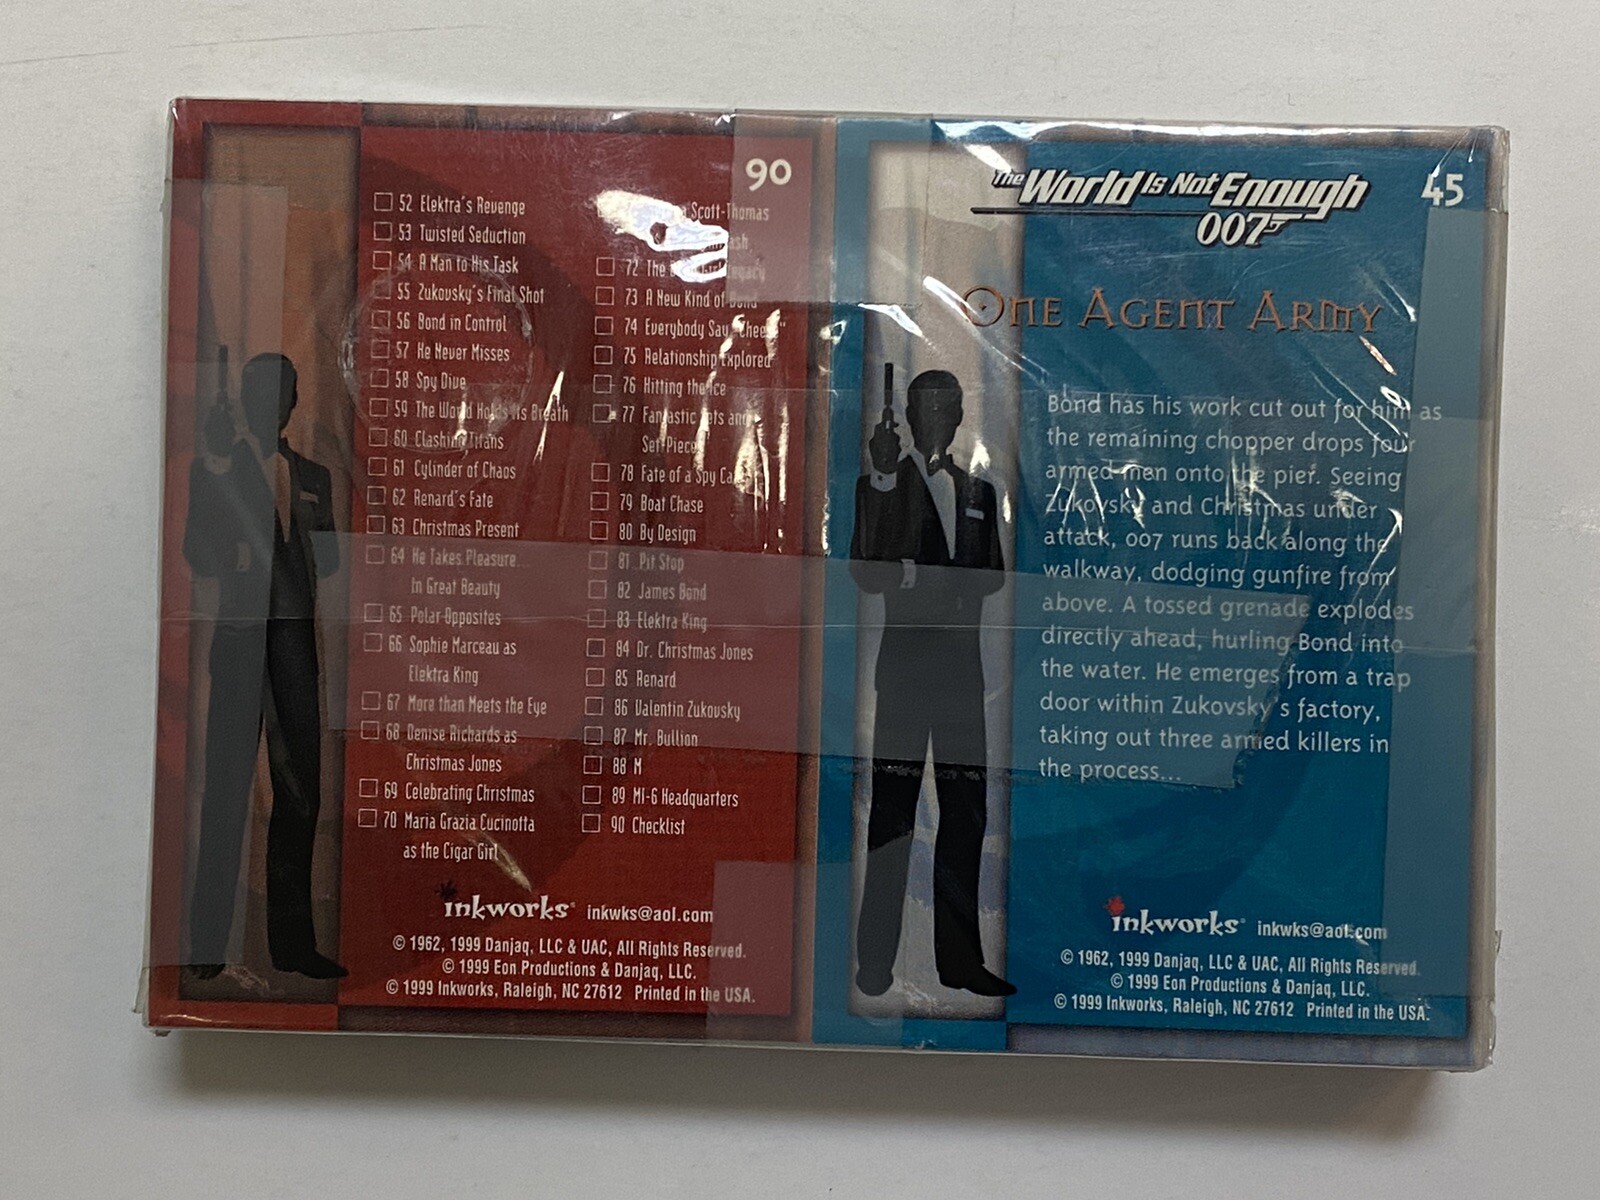 90
52 Elektra's Revenge
53 Twisted Seduction
54 A Man to His Task
55 Zukovsky's Final Shot
56 Bond in Control
57 He Never Misses
58 Spy Dive
59 The World Holds Its Breath
60 Clashing Titans
61 Cylinder of Chaos
62 Renard's Fate
63 Christmas Present
64 He Takes Pleasure...
In Great Beauty
65 Polar Opposites
66 Sophie Marceau as
Elektra King
67 More than Meets the Eye
68 Denise Richards as
Christmas Jones
69 Celebrating Christmas
70 Maria Grazia Cucinotta
as the Cigar Girl
Scott-Thomas
72 The Legacy
73 A New Kind of Bond
74 Everybody Say "Cheese"
75 Relationship Explored
76 Hitting the Ice
77 Fantastic Sets and
Set-Pieces
78 Fate of a Spy Car
79 Boat Chase
80 By Design
81 Pit Stop
82 James Bond
83 Elektra King
84 Dr. Christmas Jones
85 Renard
86 Valentin Zukovsky
87 Mr. Bullion
88 M
89 MI-6 Headquarters
90 Checklist
inkworks inkwks@aol.com
© 1962, 1999 Danjaq, LLC & UAC, All Rights Reserved.
© 1999 Eon Productions & Danjaq, LLC.
© 1999 Inkworks, Raleigh, NC 27612 Printed in the USA.
The World Is Not Enough
007
45
One Agent Army
Bond has his work cut out for him as
the remaining chopper drops four
armed men onto the pier. Seeing
Zukovsky and Christmas under
attack, 007 runs back along the
walkway, dodging gunfire from
above. A tossed grenade explodes
directly ahead, hurling Bond into
the water. He emerges from a trap
door within Zukovsky's factory,
taking out three armed killers in
the process...
inkworks inkwks@aol.com
© 1962, 1999 Danjaq, LLC & UAC, All Rights Reserved.
© 1999 Eon Productions & Danjaq, LLC.
© 1999 Inkworks, Raleigh, NC 27612 Printed in the USA.